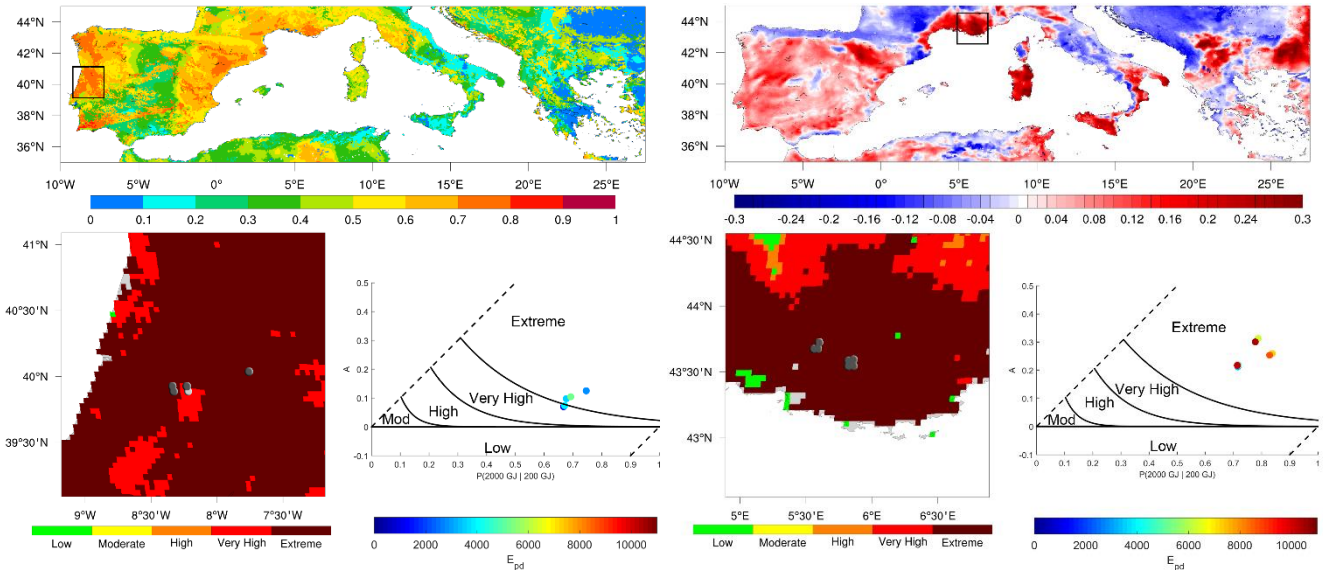 44°N
42°N
40°N
38°N
36°N
10°W 5°W 0° 5°E 10°E 15°E 20°E 25°E
0 0.1 0.2 0.3 0.4 0.5 0.6 0.7 0.8 0.9 1
44°N
42°N
40°N
38°N
36°N
10°W 5°W 0° 5°E 10°E 15°E 20°E 25°E
-0.3 -0.24 -0.2 -0.16 -0.12 -0.08 -0.04 0 0.04 0.08 0.12 0.16 0.2 0.24 0.3
41°N
40°30'N
40°N
39°30'N
9°W 8°30'W 8°W 7°30'W
Low Moderate High Very High Extreme
0.5
0.4
0.3
0.2
0.1
0
-0.1
A
Extreme
Very High
High
Mod
Low
0 0.1 0.2 0.3 0.4 0.5 0.6 0.7 0.8 0.9 1
P(2000 GJ | 200 GJ)
0 2000 4000 6000 8000 10000
E_pd
44°30'N
44°N
43°30'N
43°N
5°E 5°30'E 6°E 6°30'E
Low Moderate High Very High Extreme
0.5
0.4
0.3
0.2
0.1
0
-0.1
A
Extreme
Very High
High
Mod
Low
0 0.1 0.2 0.3 0.4 0.5 0.6 0.7 0.8 0.9 1
P(2000 GJ | 200 GJ)
0 2000 4000 6000 8000 10000
E_pd